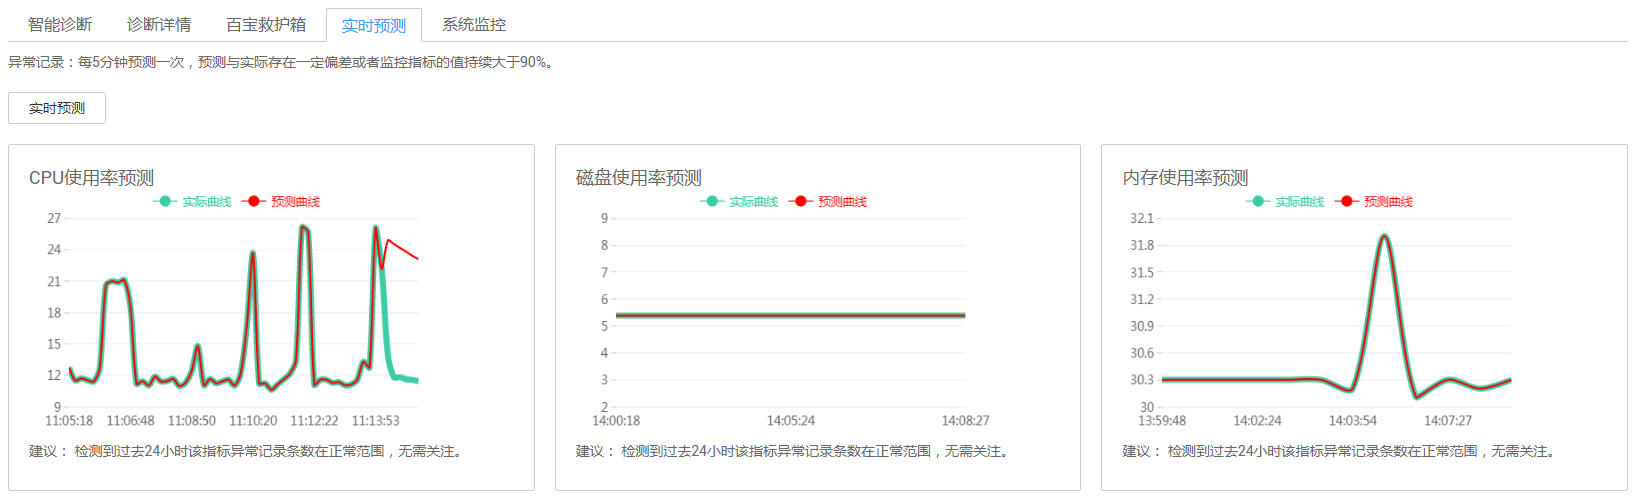 智能诊断 诊断详情 百宝救护箱 实时预测 系统监控
异常记录：每5分钟预测一次，预测与实际存在一定偏差或者监控指标的值持续大于90%。
实时预测
CPU使用率预测
实际曲线 预测曲线
27
24
21
18
15
12
9
11:05:18 11:06:48 11:08:50 11:10:20 11:12:22 11:13:53
建议： 检测到过去24小时该指标异常记录条数在正常范围，无需关注。
磁盘使用率预测
实际曲线 预测曲线
9
8
7
6
5
4
3
2
14:00:18 14:05:24 14:08:27
建议： 检测到过去24小时该指标异常记录条数在正常范围，无需关注。
内存使用率预测
实际曲线 预测曲线
32.1
31.8
31.5
31.2
30.9
30.6
30.3
30
13:59:48 14:02:24 14:03:54 14:07:27
建议： 检测到过去24小时该指标异常记录条数在正常范围，无需关注。